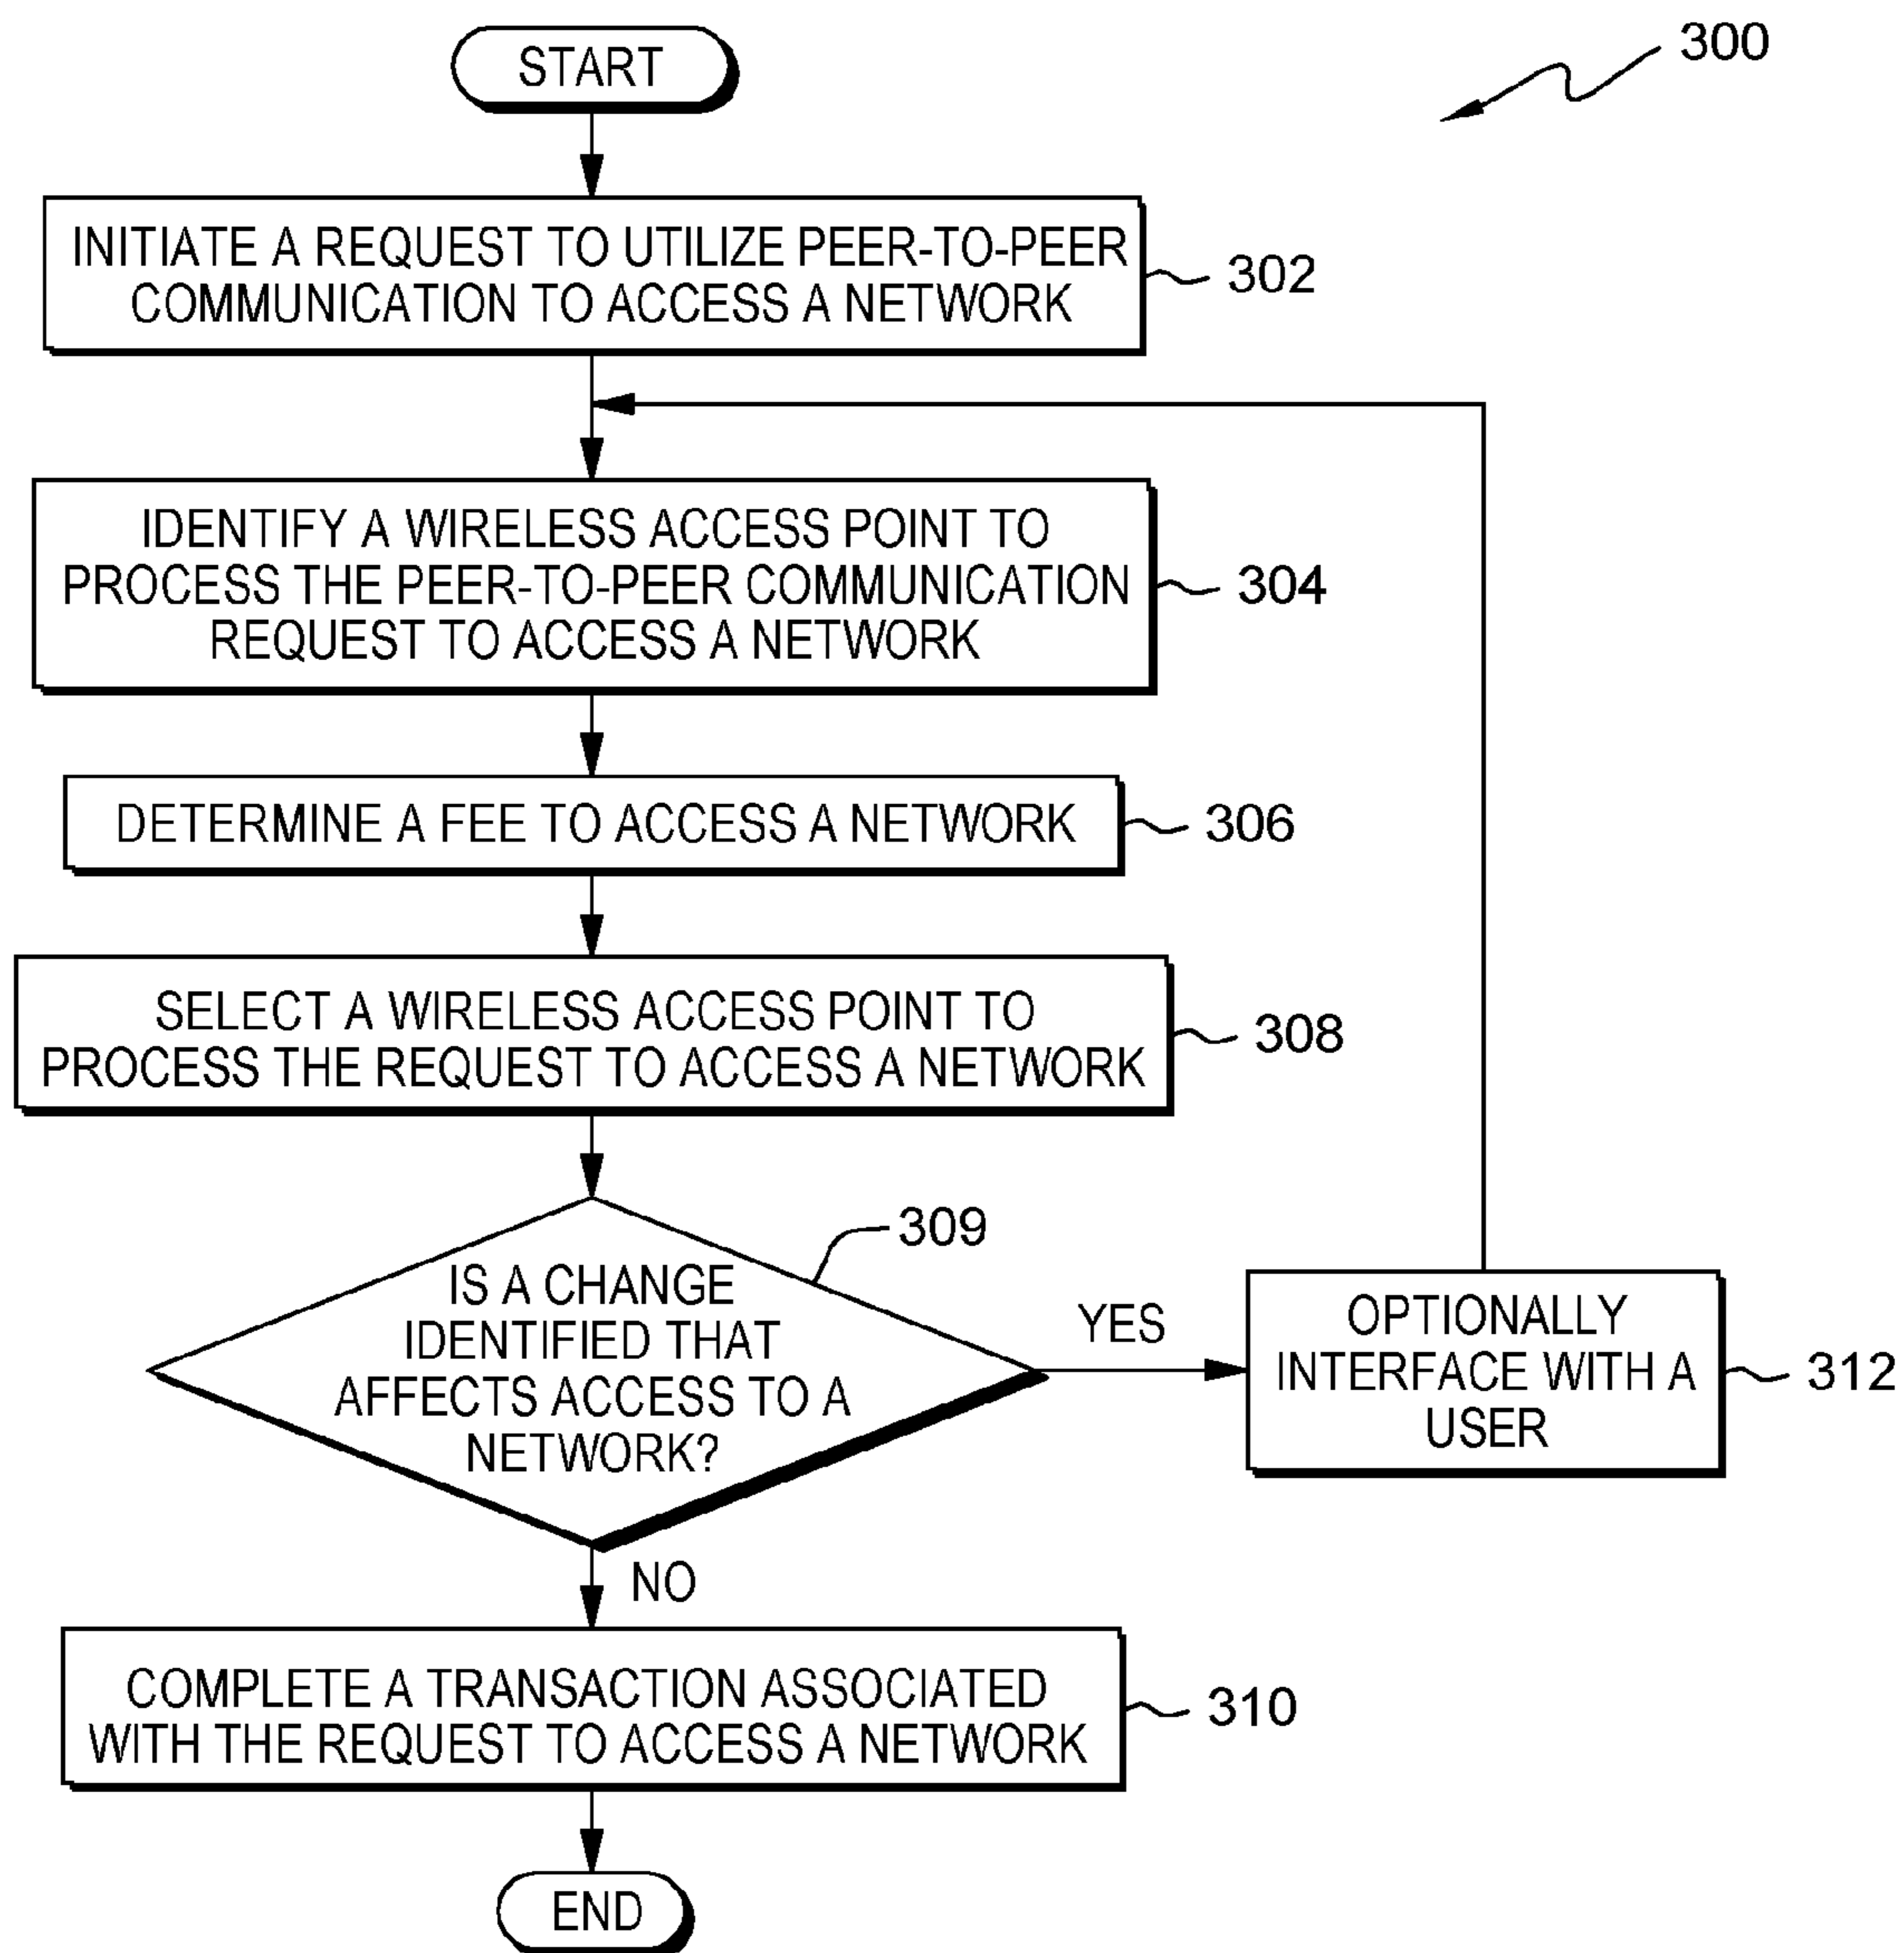 START
300
INITIATE A REQUEST TO UTILIZE PEER-TO-PEER
COMMUNICATION TO ACCESS A NETWORK
302
IDENTIFY A WIRELESS ACCESS POINT TO
PROCESS THE PEER-TO-PEER COMMUNICATION
REQUEST TO ACCESS A NETWORK
304
DETERMINE A FEE TO ACCESS A NETWORK
306
SELECT A WIRELESS ACCESS POINT TO
PROCESS THE REQUEST TO ACCESS A NETWORK
308
309
IS A CHANGE
IDENTIFIED THAT
AFFECTS ACCESS TO A
NETWORK?
YES
OPTIONALLY
INTERFACE WITH A
USER
312
NO
COMPLETE A TRANSACTION ASSOCIATED
WITH THE REQUEST TO ACCESS A NETWORK
310
END